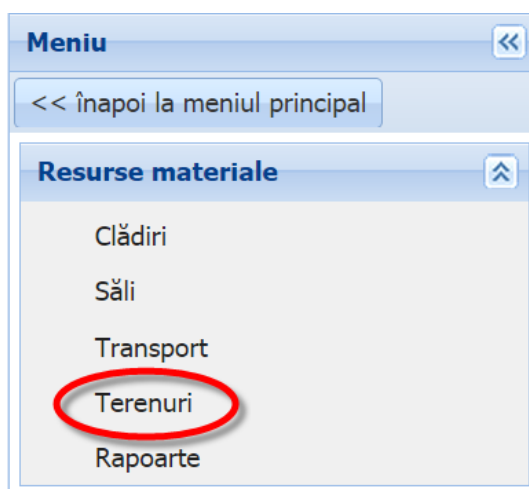 Meniu
<< înapoi la meniul principal
Resurse materiale
Clădiri
Săli
Transport
Terenuri
Rapoarte